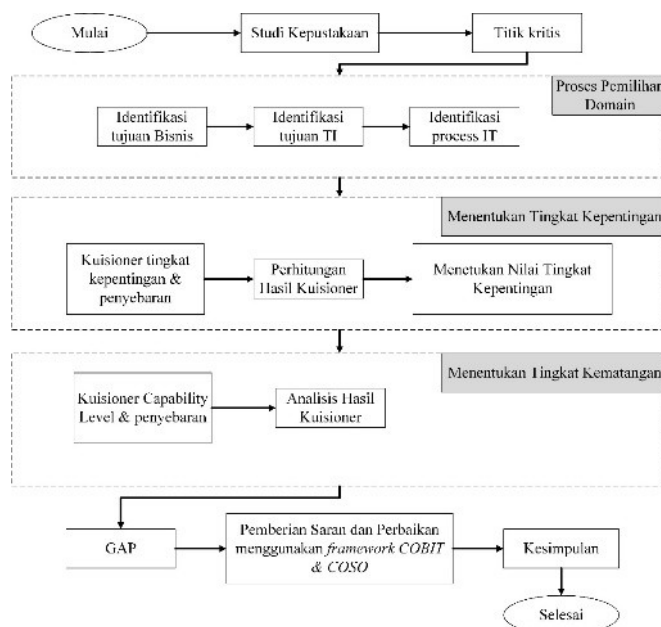 Mulai
Studi Kepustakaan
Titik kritis
Proses Pemilihan
Domain
Identifikasi
tujuan Bisnis
Identifikasi
tujuan TI
Identifikasi
process IT
Menentukan Tingkat Kepentingan
Kuisioner tingkat
kepentingan &
penyebaran
Perhitungan
Hasil Kuisioner
Menetukan Nilai Tingkat
Kepentingan
Menentukan Tingkat Kematangan
Kuisioner Capability
Level & penyebaran
Analisis Hasil
Kuisioner
GAP
Pemberian Saran dan Perbaikan
menggunakan framework COBIT
& COSO
Kesimpulan
Selesai